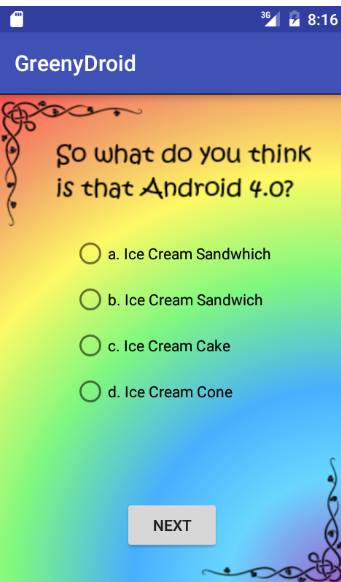 3G 8:16
GreenyDroid
So what do you think
is that Android 4.0?
a. Ice Cream Sandwhich
b. Ice Cream Sandwich
c. Ice Cream Cake
d. Ice Cream Cone
NEXT